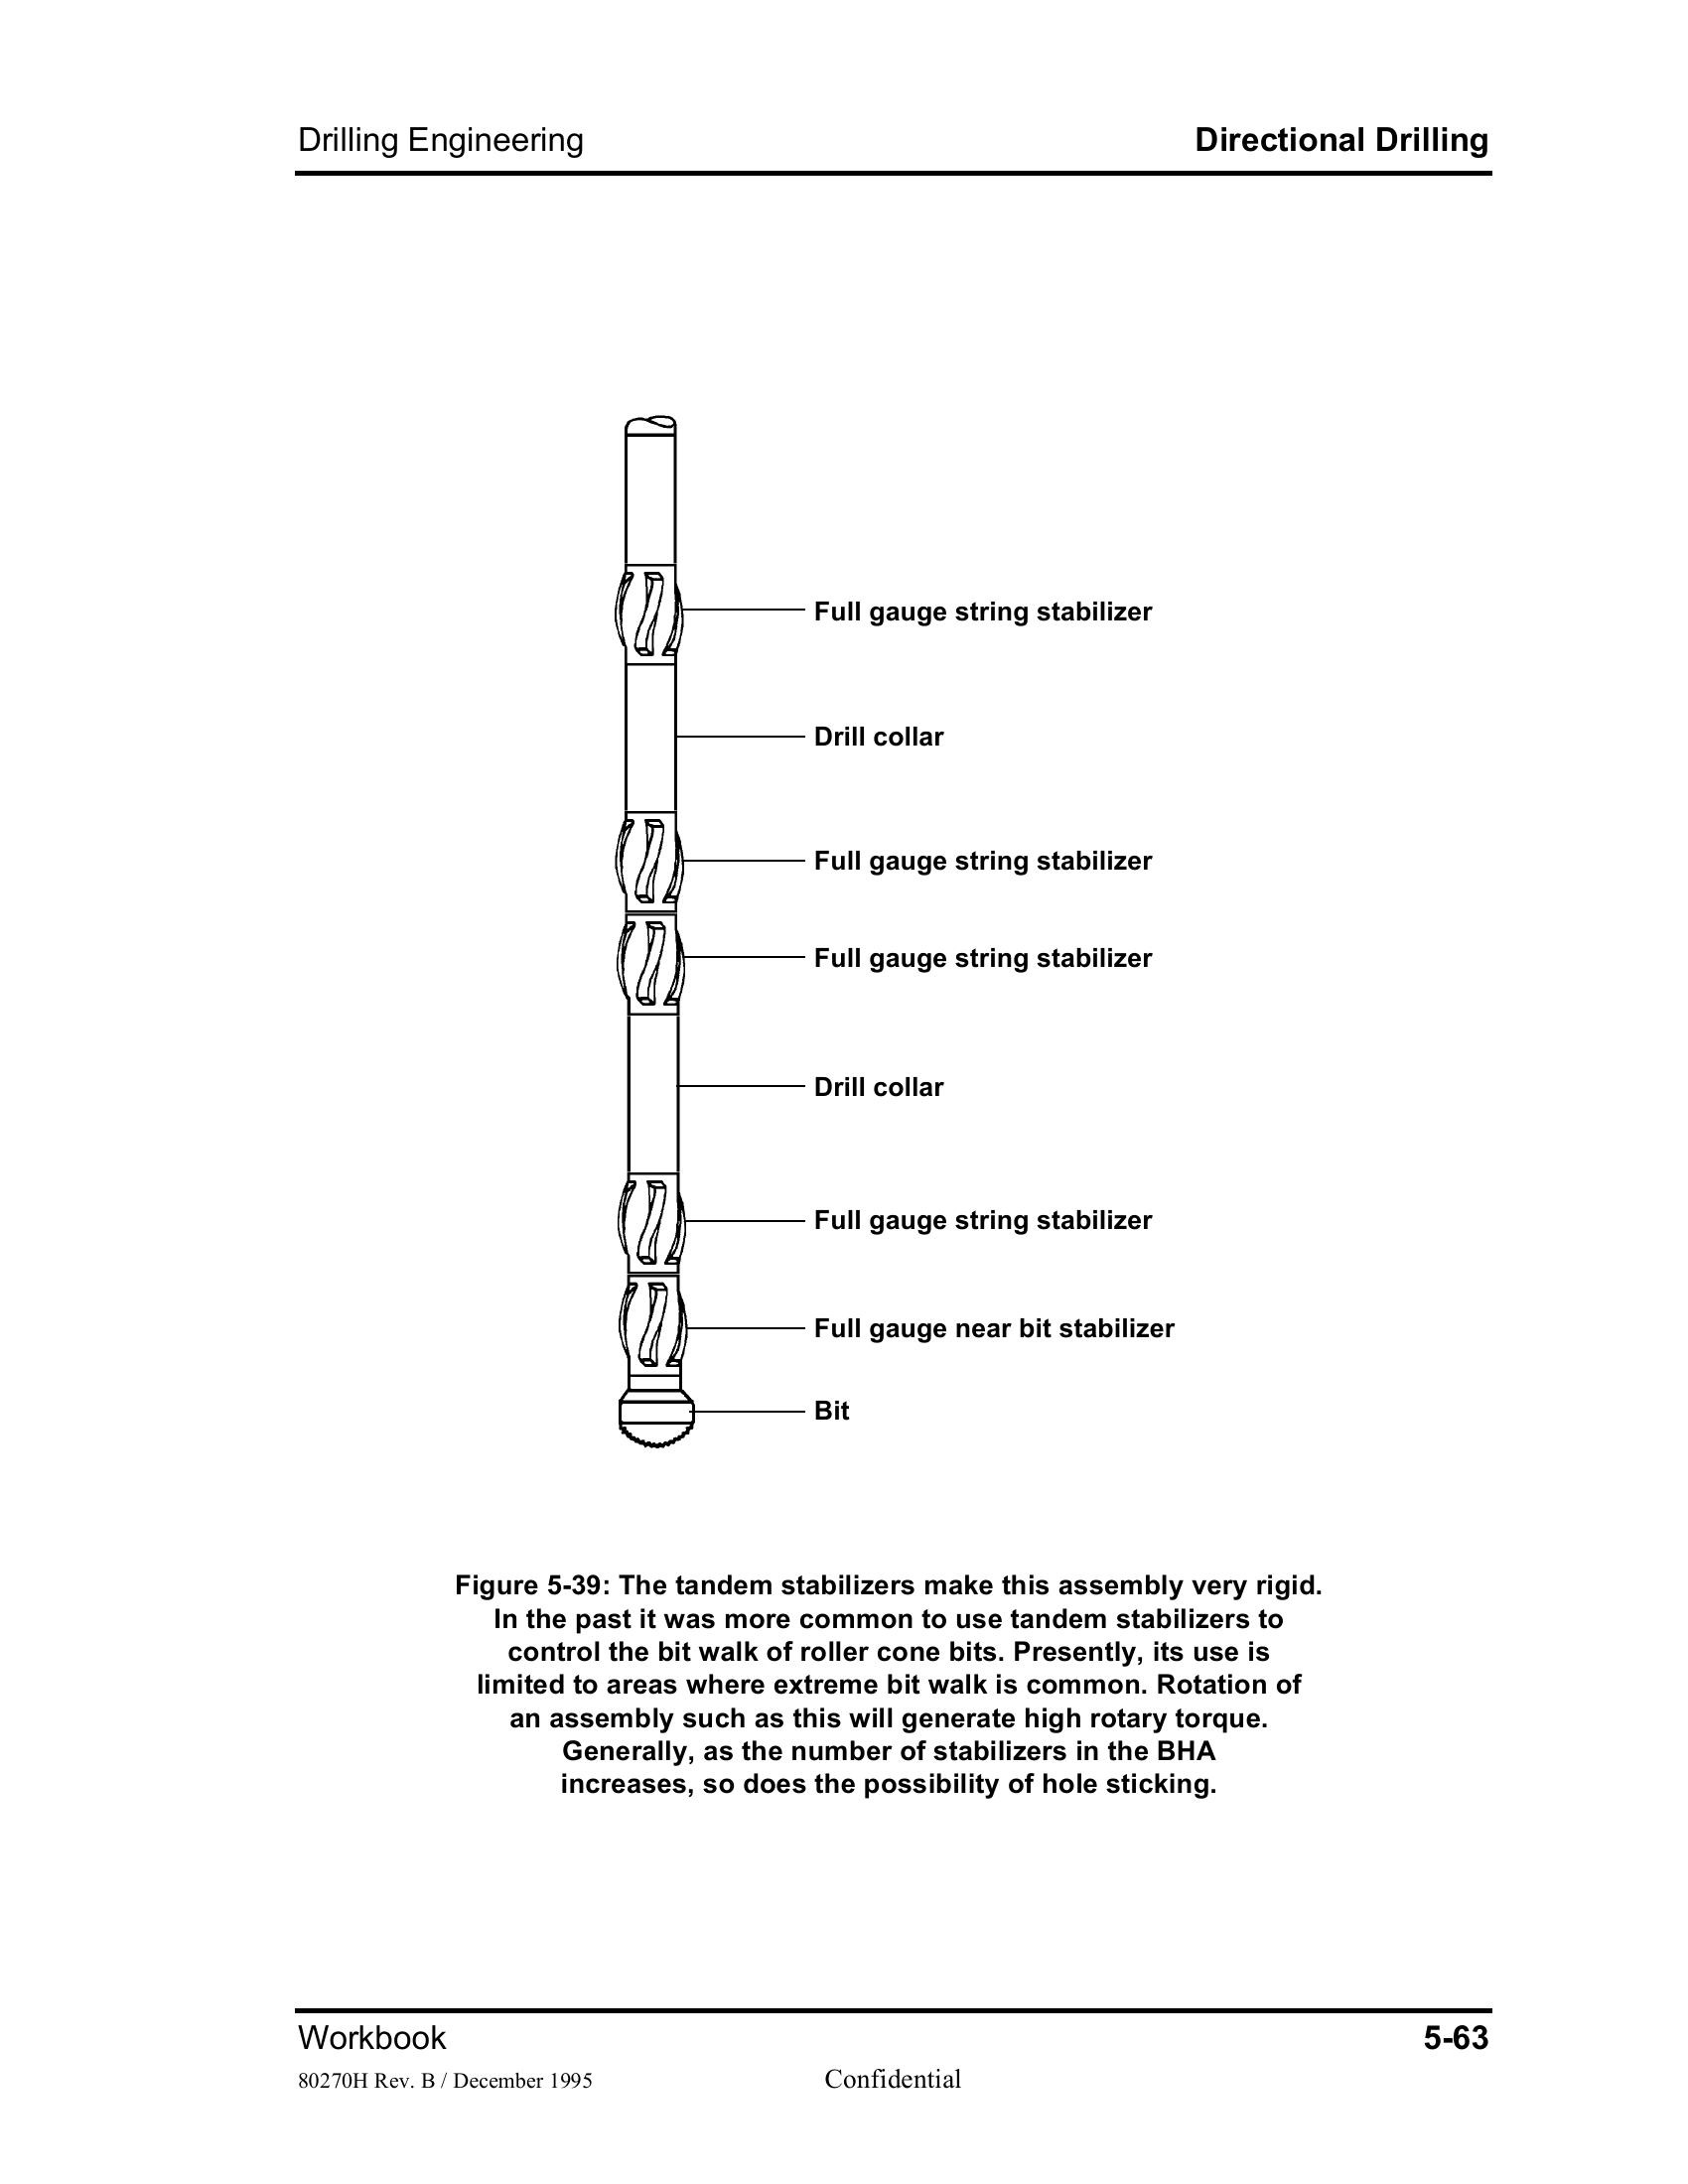 Drilling Engineering
Directional Drilling
Full gauge string stabilizer
Drill collar
Full gauge string stabilizer
Full gauge string stabilizer
Drill collar
Full gauge string stabilizer
Full gauge near bit stabilizer
Bit
Figure 5-39: The tandem stabilizers make this assembly very rigid.
In the past it was more common to use tandem stabilizers to
control the bit walk of roller cone bits. Presently, its use is
limited to areas where extreme bit walk is common. Rotation of
an assembly such as this will generate high rotary torque.
Generally, as the number of stabilizers in the BHA
increases, so does the possibility of hole sticking.
Workbook
5-63
80270H Rev. B / December 1995
Confidential